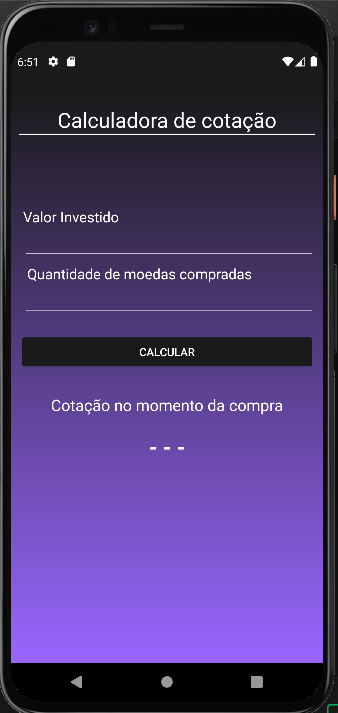 6:51
Calculadora de cotação
Valor Investido
Quantidade de moedas compradas
CALCULAR
Cotação no momento da compra
- - -